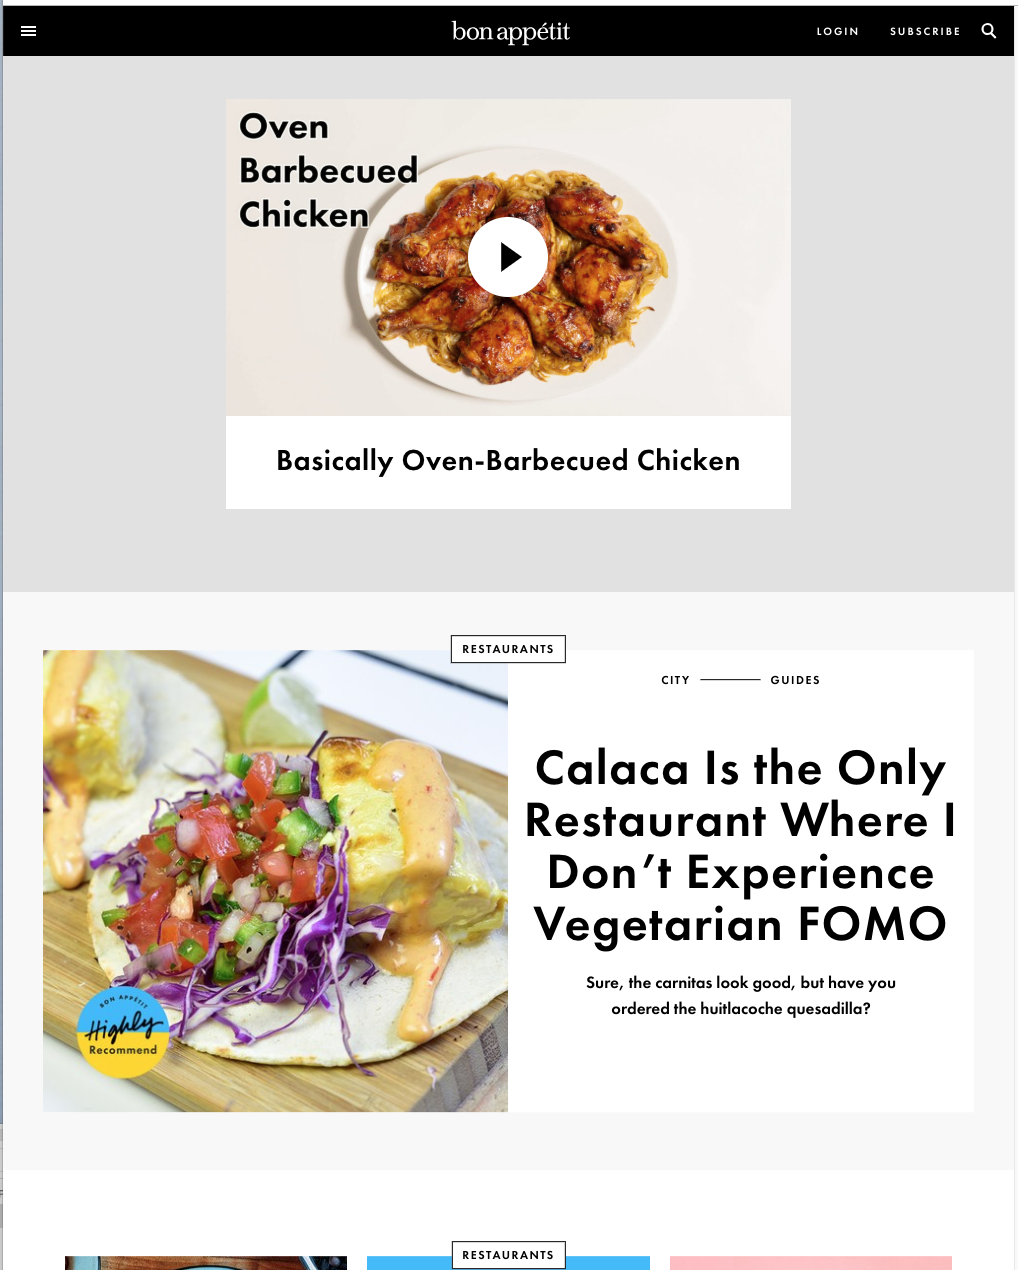 bon appétit
LOGIN
SUBSCRIBE
Oven
Barbecued
Chicken
Basically Oven-Barbecued Chicken
RESTAURANTS
CITY
GUIDES
Calaca Is the Only
Restaurant Where I
Don’t Experience
Vegetarian FOMO
Sure, the carnitas look good, but have you
ordered the huitlacoche quesadilla?
BON APPÉTIT
Highly
Recommend
RESTAURANTS